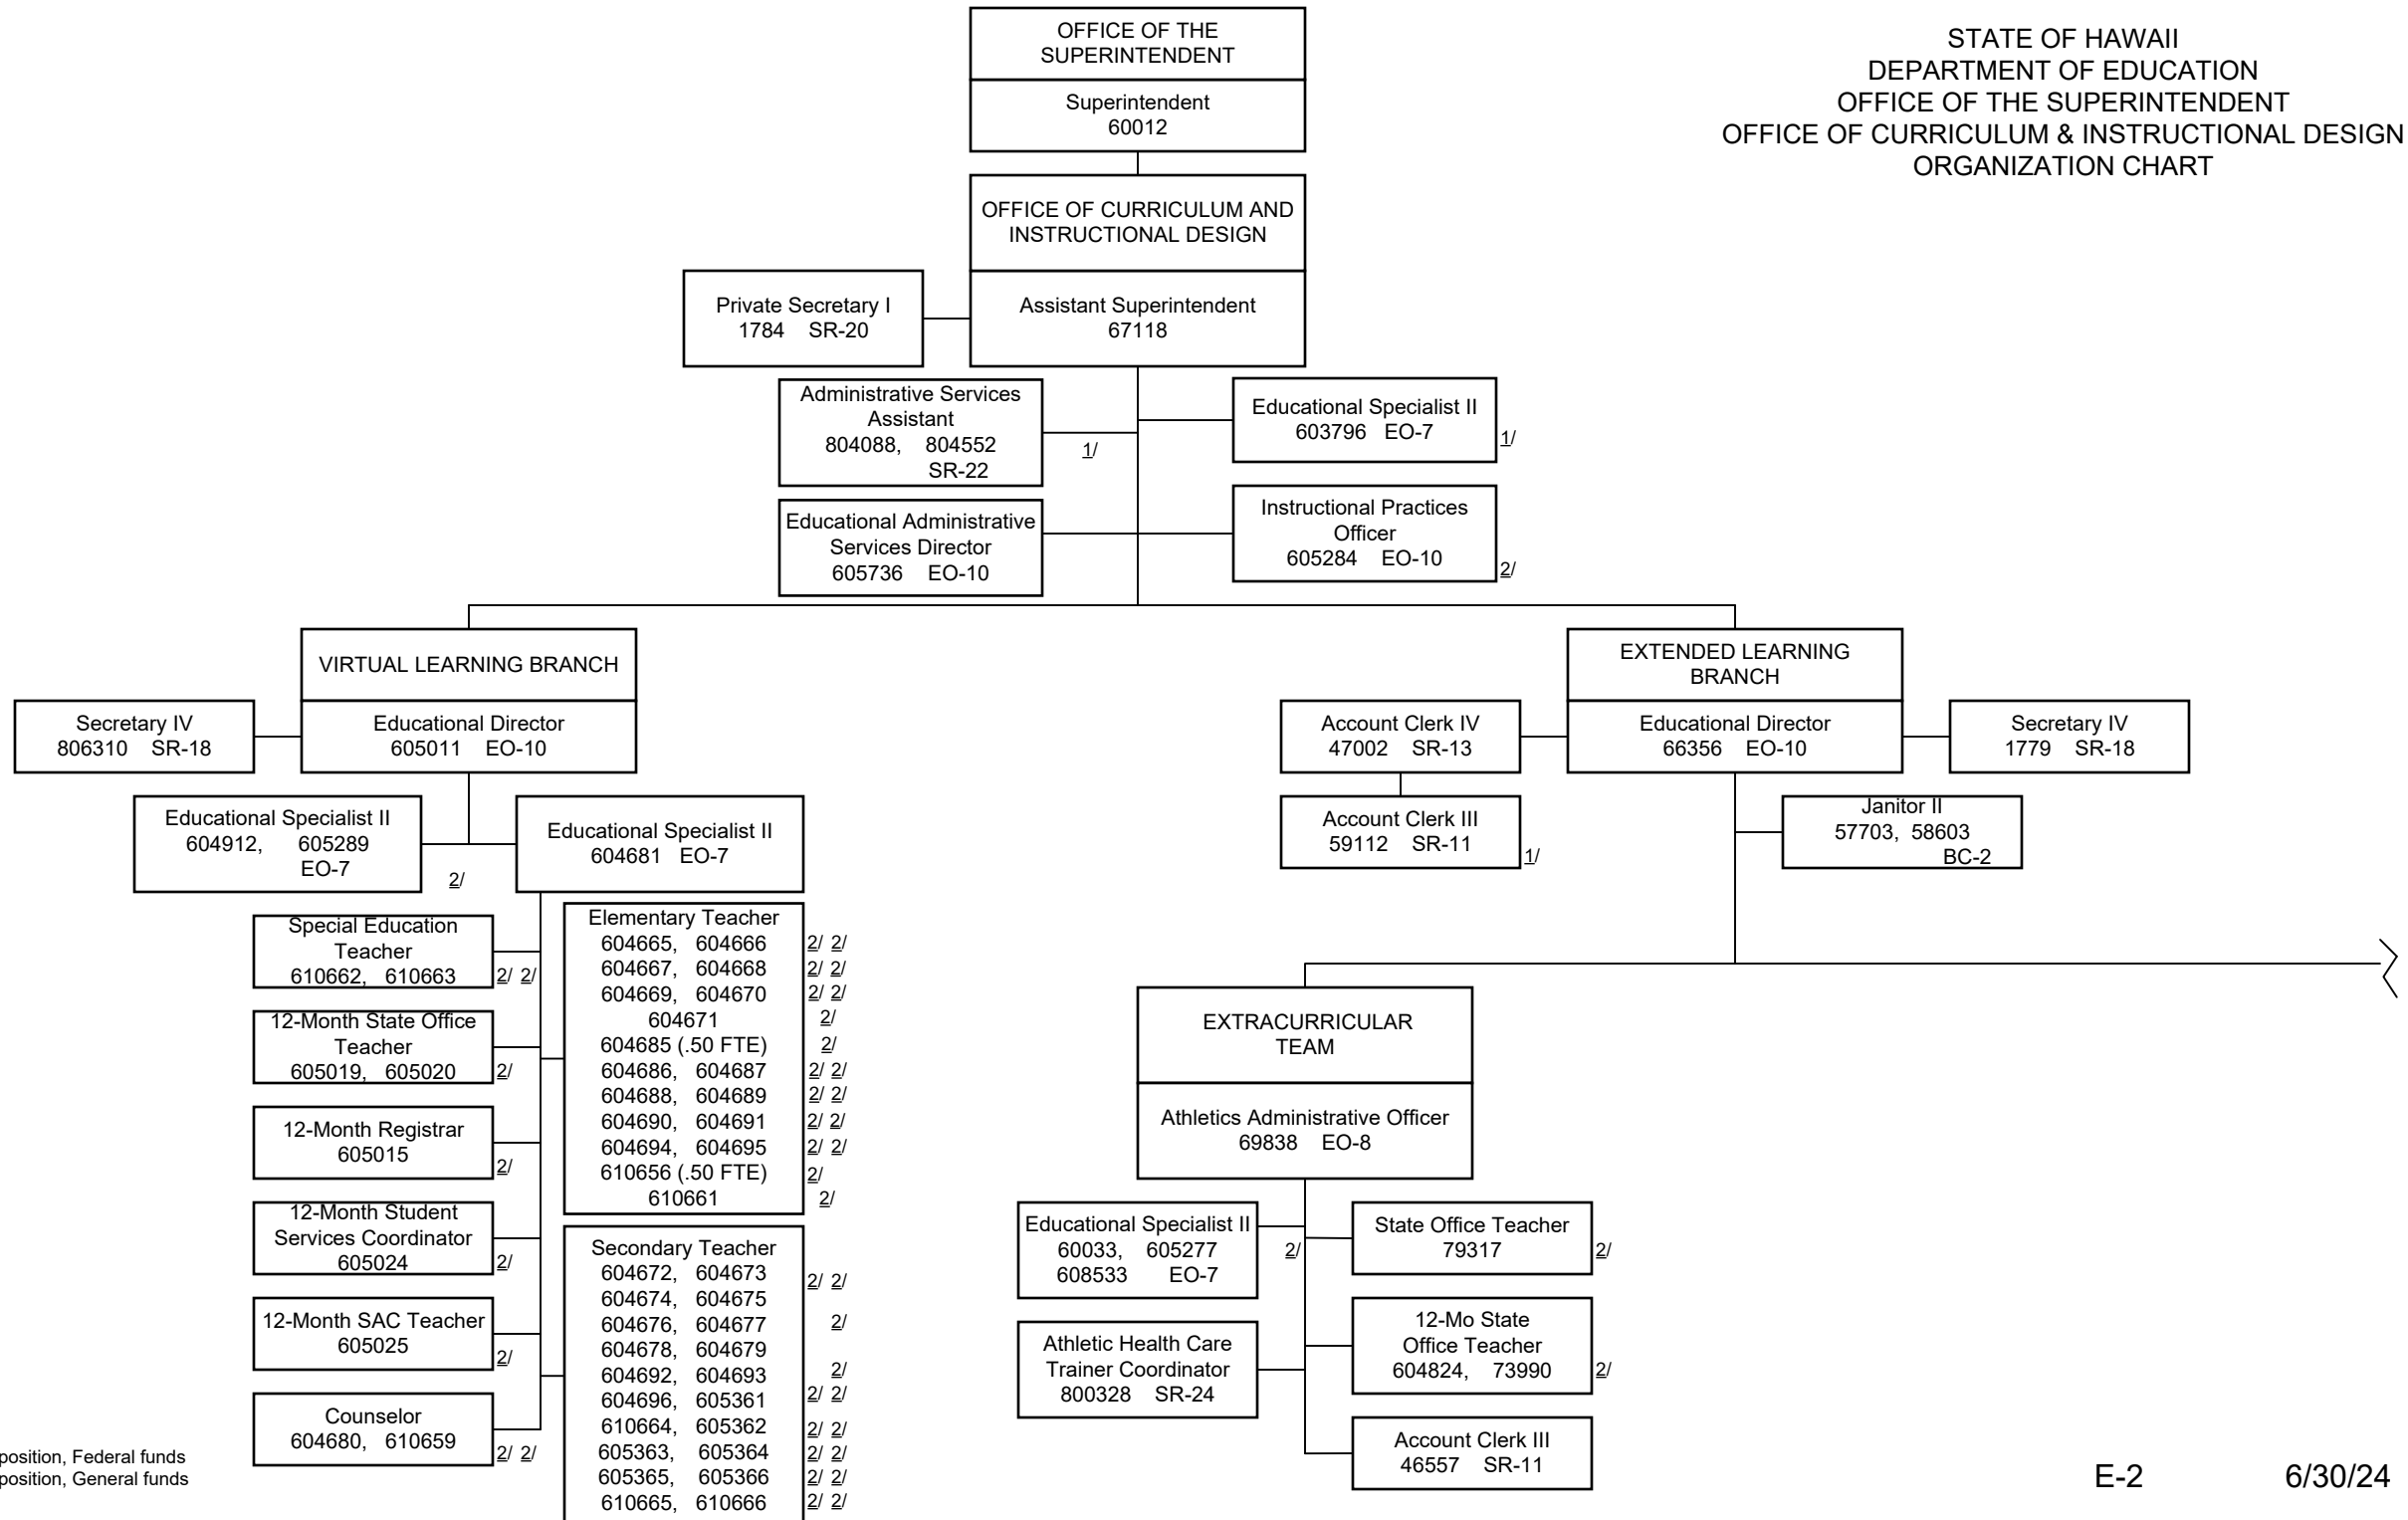 OFFICE OF THE
SUPERINTENDENT
Superintendent
60012
STATE OF HAWAII
DEPARTMENT OF EDUCATION
OFFICE OF THE SUPERINTENDENT
OFFICE OF CURRICULUM & INSTRUCTIONAL DESIGN
ORGANIZATION CHART
OFFICE OF CURRICULUM AND
INSTRUCTIONAL DESIGN
Assistant Superintendent
67118
Private Secretary I
1784 SR-20
Administrative Services
Assistant
804088, 804552
SR-22
1/
Educational Specialist II
603796 EO-7
1/
Educational Administrative
Services Director
605736 EO-10
Instructional Practices
Officer
605284 EO-10
2/
VIRTUAL LEARNING BRANCH
Educational Director
605011 EO-10
Secretary IV
806310 SR-18
Educational Specialist II
604912, 605289
EO-7
2/
Educational Specialist II
604681 EO-7
Special Education
Teacher
610662, 610663
2/ 2/
12-Month State Office
Teacher
605019, 605020
2/
12-Month Registrar
605015
2/
12-Month Student
Services Coordinator
605024
2/
12-Month SAC Teacher
605025
2/
Counselor
604680, 610659
2/ 2/
Elementary Teacher
604665, 604666 2/ 2/
604667, 604668 2/ 2/
604669, 604670 2/ 2/
604671 2/
604685 (.50 FTE) 2/
604686, 604687 2/ 2/
604688, 604689 2/ 2/
604690, 604691 2/ 2/
604694, 604695 2/ 2/
610656 (.50 FTE) 2/
610661 2/
Secondary Teacher
604672, 604673 2/ 2/
604674, 604675
604676, 604677 2/
604678, 604679
604692, 604693 2/
604696, 605361 2/ 2/
610664, 605362 2/ 2/
605363, 605364 2/ 2/
605365, 605366 2/ 2/
610665, 610666 2/ 2/
EXTENDED LEARNING
BRANCH
Educational Director
66356 EO-10
Account Clerk IV
47002 SR-13
Secretary IV
1779 SR-18
Account Clerk III
59112 SR-11
1/
Janitor II
57703, 58603
BC-2
EXTRACURRICULAR
TEAM
Athletics Administrative Officer
69838 EO-8
Educational Specialist II
60033, 605277
608533 EO-7
2/
State Office Teacher
79317
2/
Athletic Health Care
Trainer Coordinator
800328 SR-24
12-Mo State
Office Teacher
604824, 73990
2/
Account Clerk III
46557 SR-11
position, Federal funds
position, General funds
E-2 6/30/24